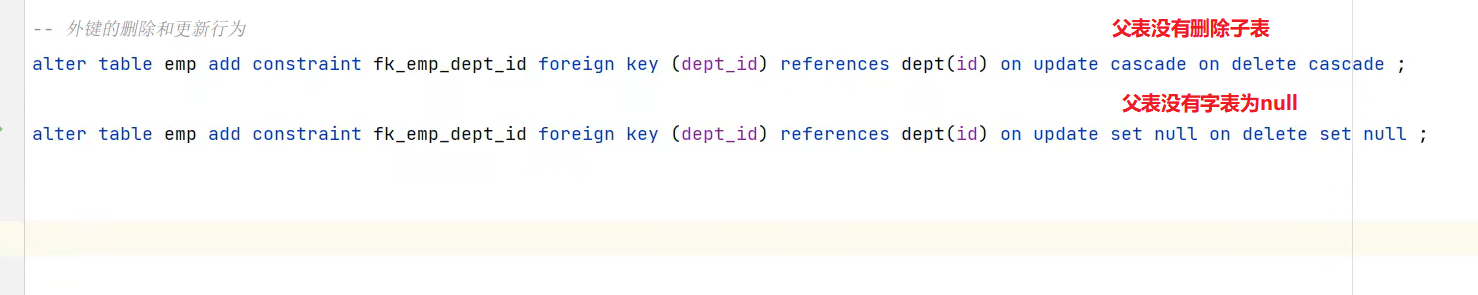 -- 外键的删除和更新行为
父表没有删除子表
alter table emp add constraint fk_emp_dept_id foreign key (dept_id) references dept(id) on update cascade on delete cascade ;
父表没有字表为null
alter table emp add constraint fk_emp_dept_id foreign key (dept_id) references dept(id) on update set null on delete set null ;